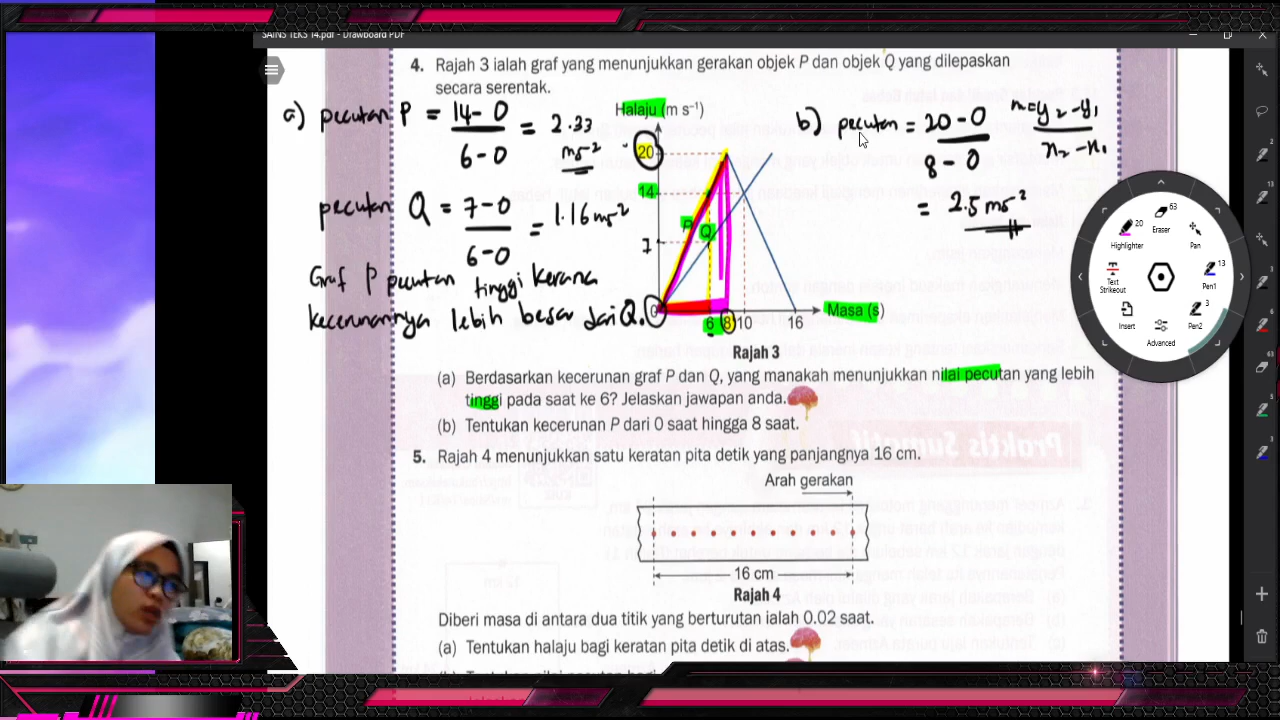 SAINS TEKS 14.pdf - Drawboard PDF
4. Rajah 3 ialah graf yang menunjukkan gerakan objek P dan objek Q yang dilepaskan
secara serentak.
a) pecutan P = 14-0 / 6-0 = 2.33 ms-2
pecutan Q = 7-0 / 6-0 = 1.16 ms-2
Graf P pecutan tinggi kerana
kecerunannya lebih besar dari Q.
Halaju (m s⁻¹)
20
14
7
0
P
Q
6 8 10 16
Masa (s)
Rajah 3
b) pecutan = 20-0 / 8-0
= 2.5 ms-2
m = y2 - y1 / x2 - x1
(a) Berdasarkan kecerunan graf P dan Q, yang manakah menunjukkan nilai pecutan yang lebih
tinggi pada saat ke 6? Jelaskan jawapan anda.
(b) Tentukan kecerunan P dari 0 saat hingga 8 saat.
5. Rajah 4 menunjukkan satu keratan pita detik yang panjangnya 16 cm.
Arah gerakan
16 cm
Rajah 4
Diberi masa di antara dua titik yang berturutan ialah 0.02 saat.
(a) Tentukan halaju bagi keratan pita detik di atas.
63
Eraser
20
Highlighter
Pan
Text
Strikeout
13
Pen1
Insert
3
Pen2
Advanced